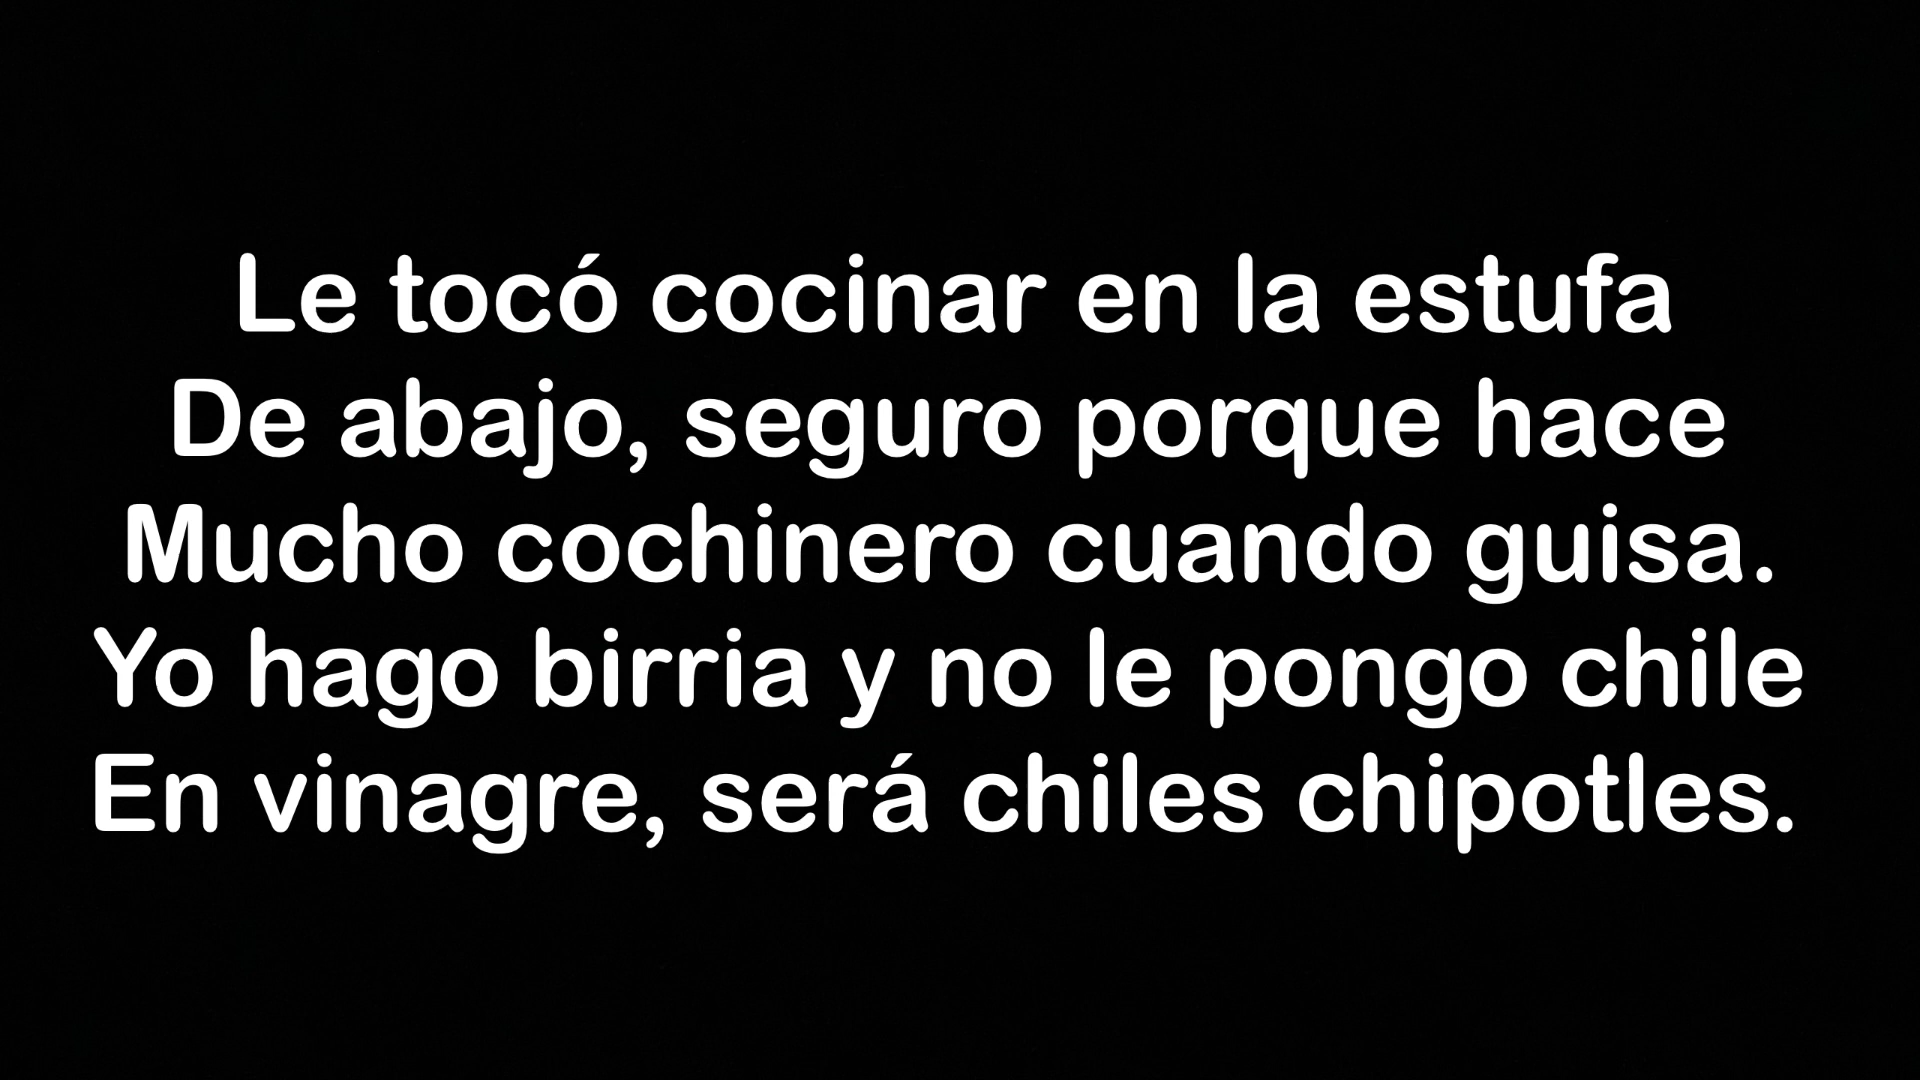 Le tocó cocinar en la estufa
De abajo, seguro porque hace
Mucho cochinero cuando guisa.
Yo hago birria y no le pongo chile
En vinagre, será chiles chipotles.